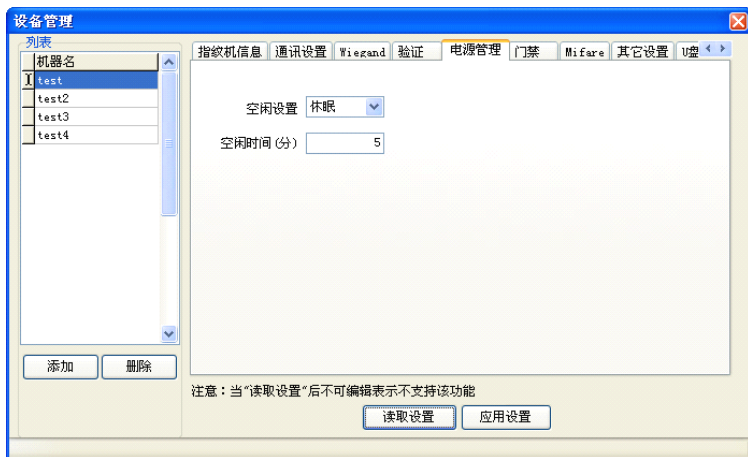 设备管理
列表
机器名
test
test2
test3
test4
添加 删除
指纹机信息 通讯设置 Wiegand 验证 电源管理 门禁 Mifare 其它设置 U盘
空闲设置 休眠
空闲时间(分) 5
注意：当"读取设置"后不可编辑表示不支持该功能
读取设置 应用设置